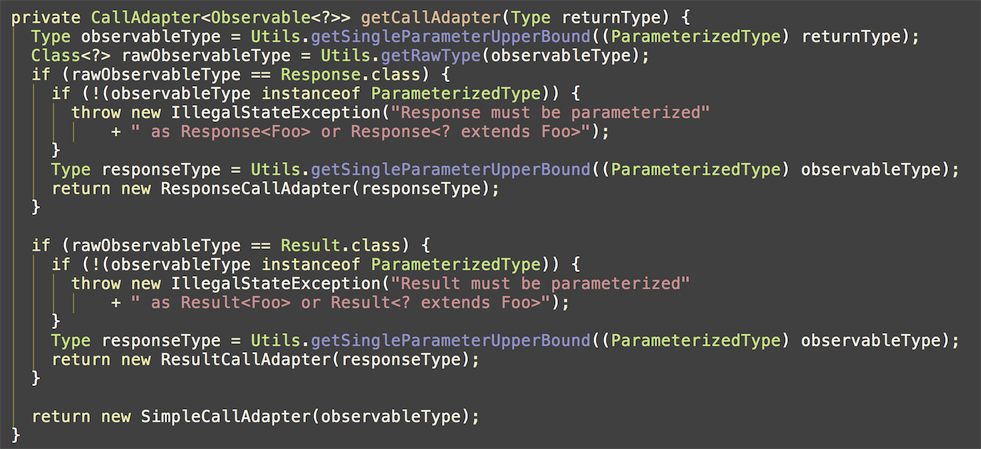 private CallAdapter<Observable<?>> getCallAdapter(Type returnType) {
  Type observableType = Utils.getSingleParameterUpperBound((ParameterizedType) returnType);
  Class<?> rawObservableType = Utils.getRawType(observableType);
  if (rawObservableType == Response.class) {
    if (!(observableType instanceof ParameterizedType)) {
      throw new IllegalStateException("Response must be parameterized"
          + " as Response<Foo> or Response<? extends Foo>");
    }
    Type responseType = Utils.getSingleParameterUpperBound((ParameterizedType) observableType);
    return new ResponseCallAdapter(responseType);
  }

  if (rawObservableType == Result.class) {
    if (!(observableType instanceof ParameterizedType)) {
      throw new IllegalStateException("Result must be parameterized"
          + " as Result<Foo> or Result<? extends Foo>");
    }
    Type responseType = Utils.getSingleParameterUpperBound((ParameterizedType) observableType);
    return new ResultCallAdapter(responseType);
  }

  return new SimpleCallAdapter(observableType);
}